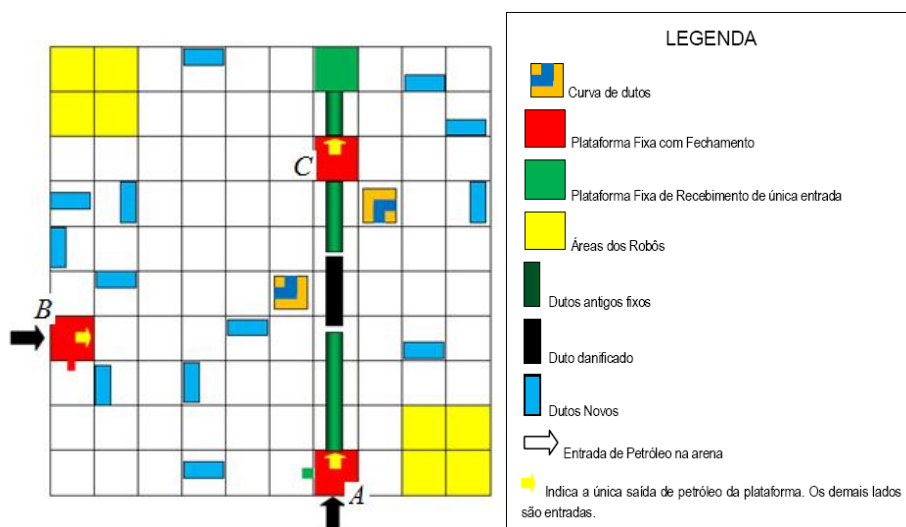 C
B
A
LEGENDA
Curva de dutos
Plataforma Fixa com Fechamento
Plataforma Fixa de Recebimento de única entrada
Áreas dos Robôs
Dutos antigos fixos
Duto danificado
Dutos Novos
Entrada de Petróleo na arena
Indica a única saída de petróleo da plataforma. Os demais lados
são entradas.